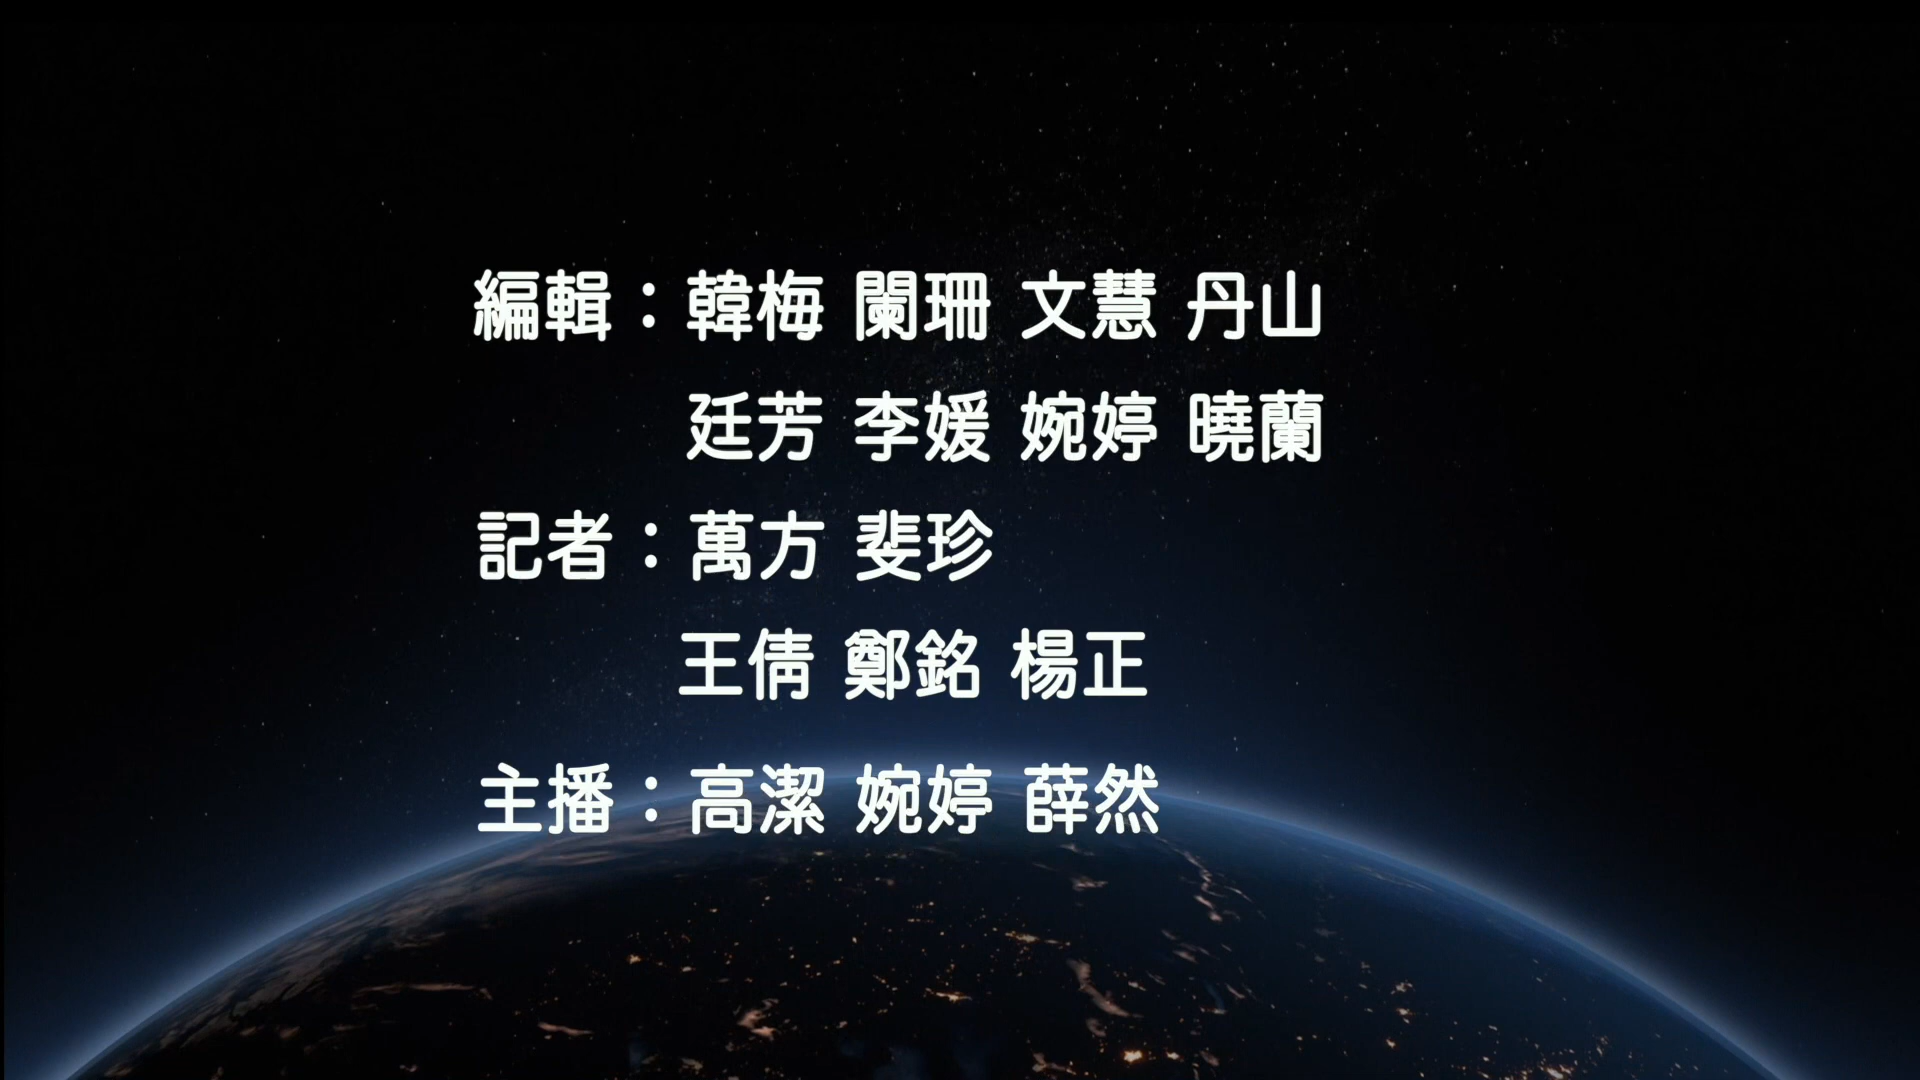 編輯：韓梅 闌珊 文慧 丹山
廷芳 李媛 婉婷 曉蘭
記者：萬方 斐珍
王倩 鄭銘 楊正
主播：高潔 婉婷 薛然